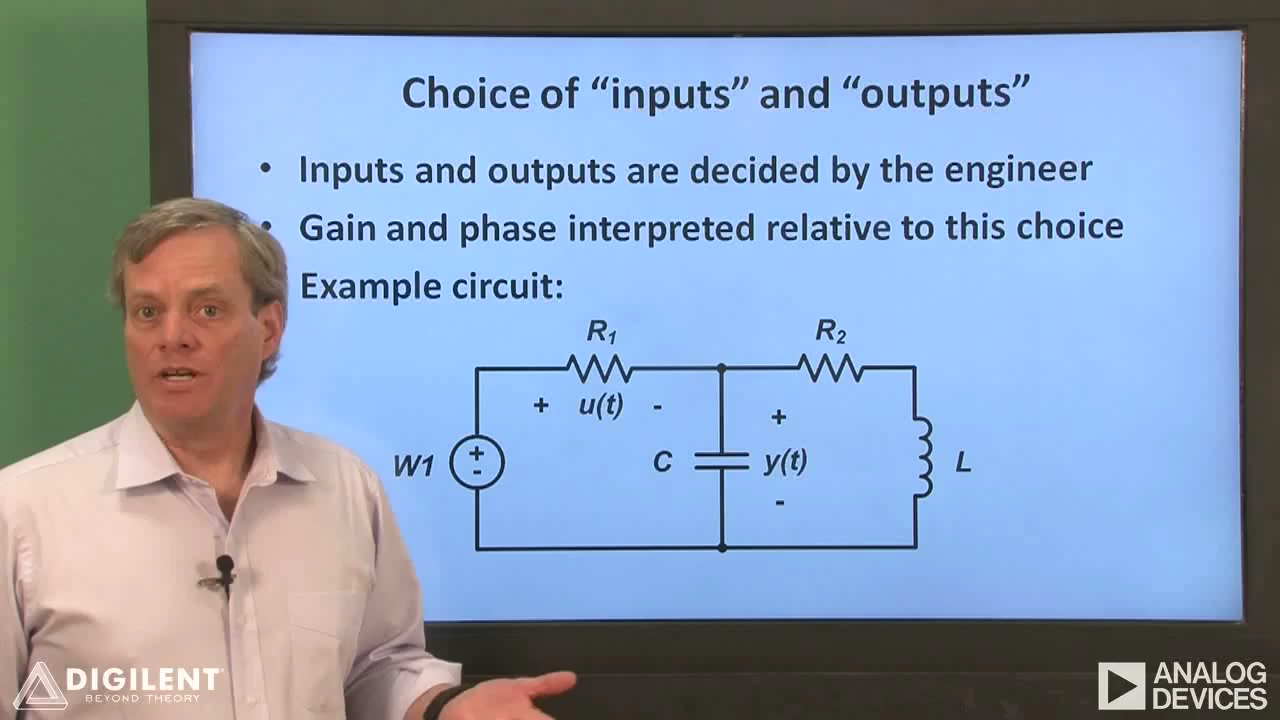 Choice of “inputs” and “outputs”
• Inputs and outputs are decided by the engineer
• Gain and phase interpreted relative to this choice
Example circuit:
R1 R2
+ u(t) -
+
W1 + - C y(t) L
-
DIGILENT
BEYOND THEORY
ANALOG
DEVICES